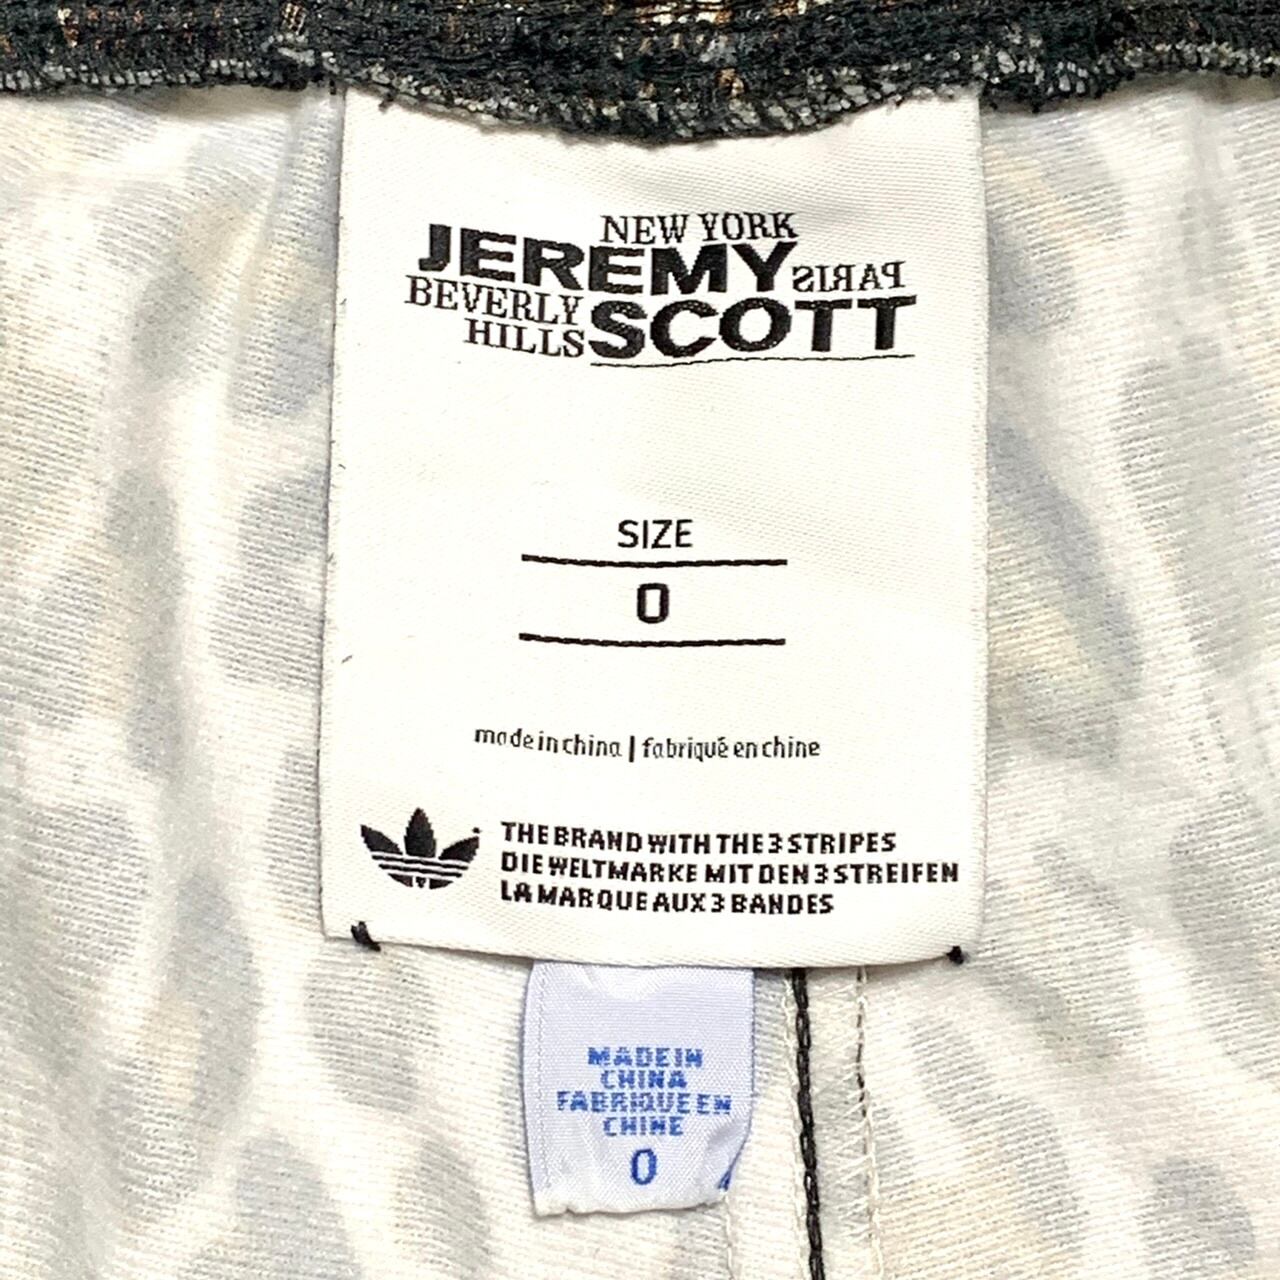 NEW YORK
JEREMY
PARIS
BEVERLY
HILLS
SCOTT
SIZE
0
made in china | fabriqué en chine
THE BRAND WITH THE 3 STRIPES
DIE WELTMARKE MIT DEN 3 STREIFEN
LA MARQUE AUX 3 BANDES
MADE IN
CHINA
FABRIQUE EN
CHINE
0